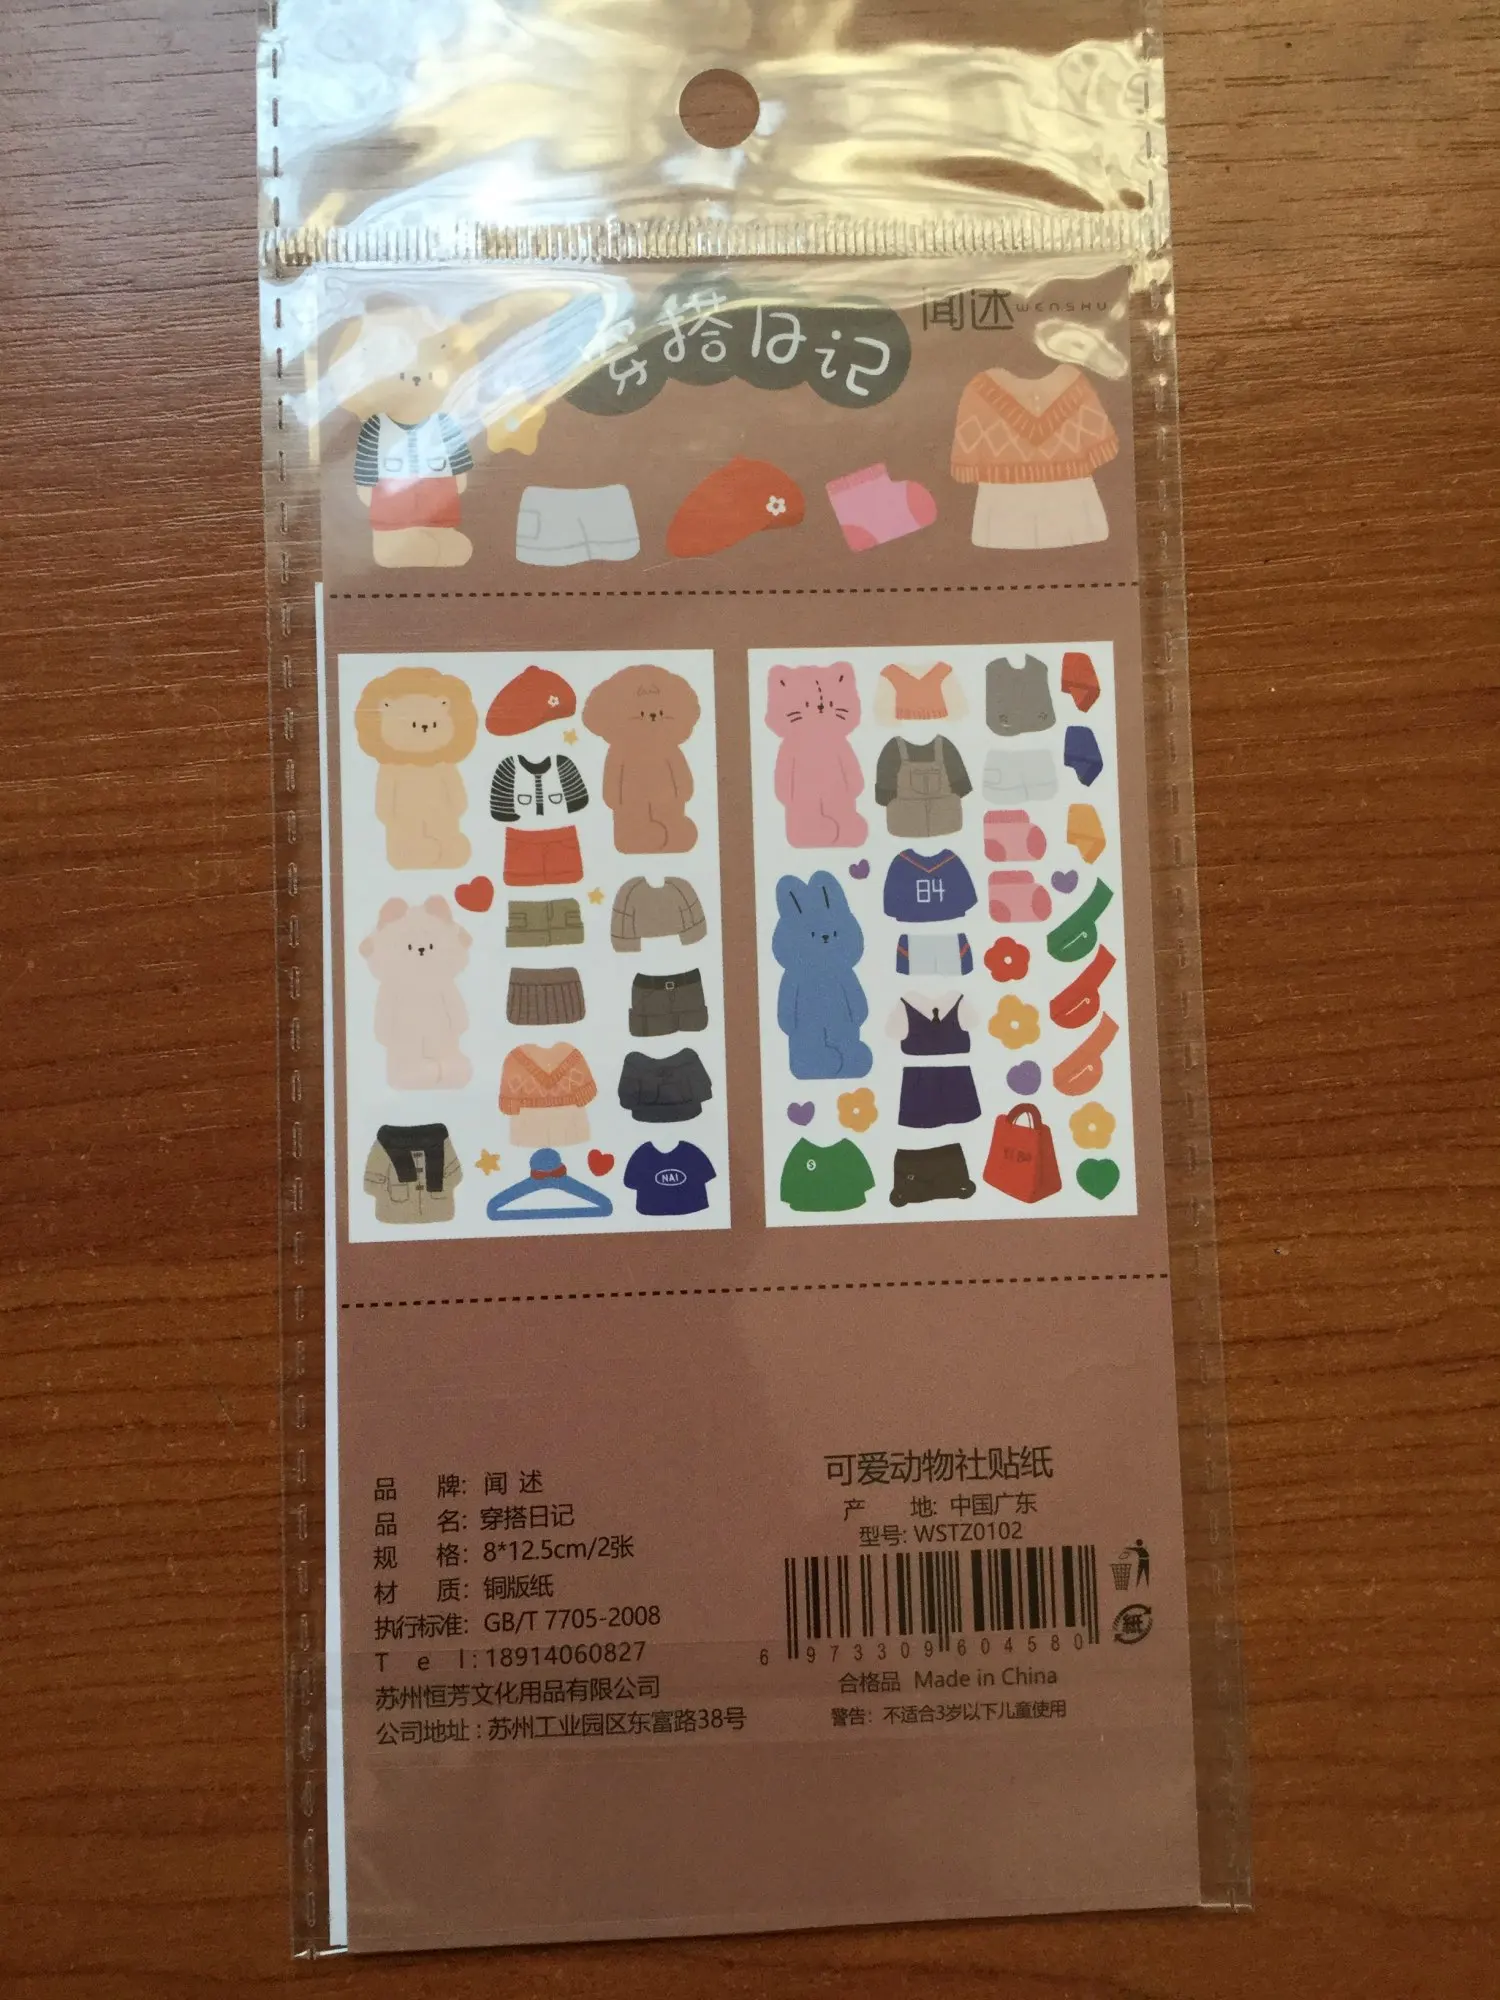 穿搭日记
闻述 WENSHU
84
NAI
品 牌: 闻 述
品 名: 穿搭日记
规 格: 8*12.5cm/2张
材 质: 铜版纸
执行标准: GB/T 7705-2008
T e l:18914060827
苏州恒芳文化用品有限公司
公司地址：苏州工业园区东富路38号
可爱动物社贴纸
产 地: 中国广东
型号: WSTZ0102
6 973309 604580
紙
合格品 Made in China
警告：不适合3岁以下儿童使用